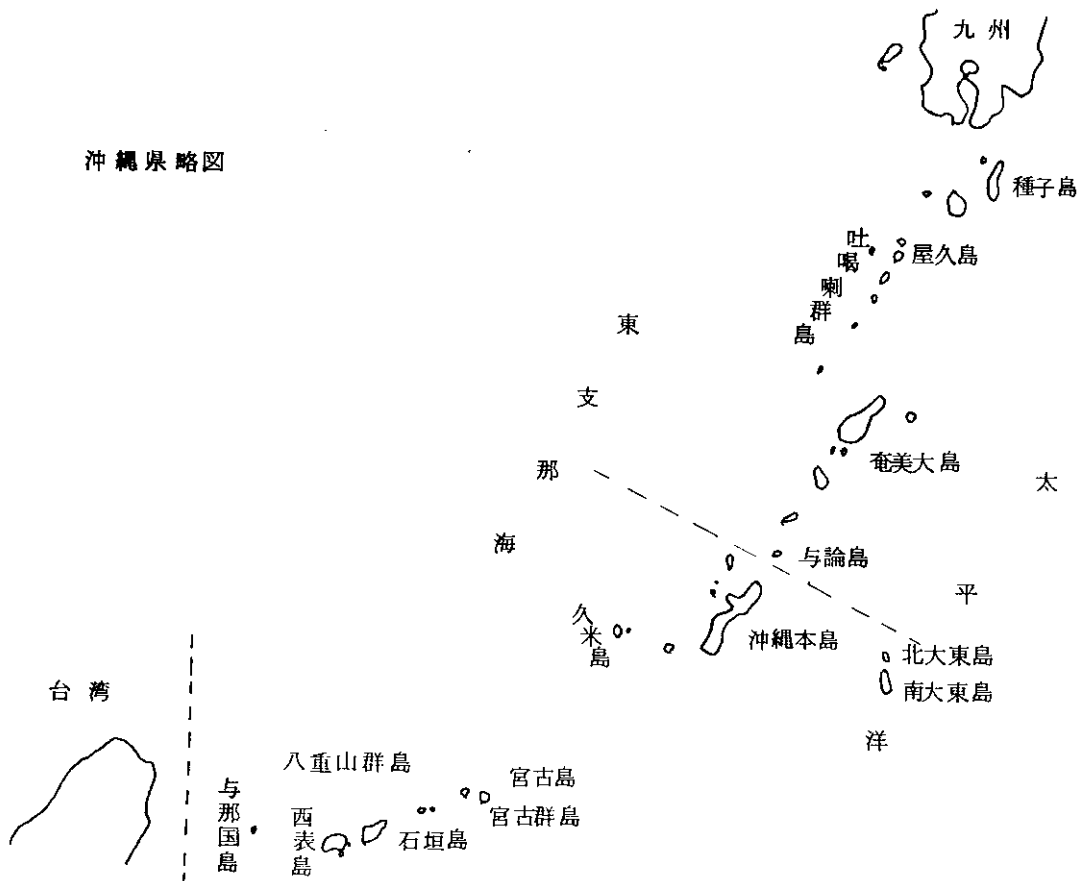 九州
沖縄県略図
種子島
屋久島
吐喝喇群島
東支那海
奄美大島
太平洋
与論島
久米島
沖縄本島
北大東島
南大東島
台湾
八重山群島
宮古島
宮古群島
与那国島
西表島
石垣島